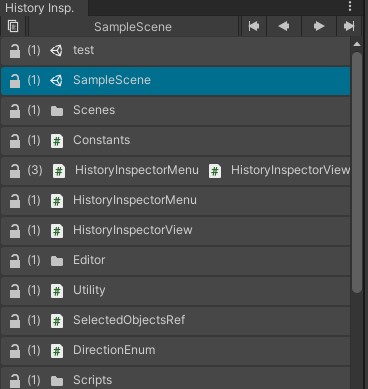 History Insp.
SampleScene
(1) test
(1) SampleScene
(1) Scenes
(1) # Constants
(3) # HistoryInspectorMenu # HistoryInspectorView
(1) # HistoryInspectorMenu
(1) # HistoryInspectorView
(1) Editor
(1) # Utility
(1) # SelectedObjectsRef
(1) # DirectionEnum
(1) Scripts